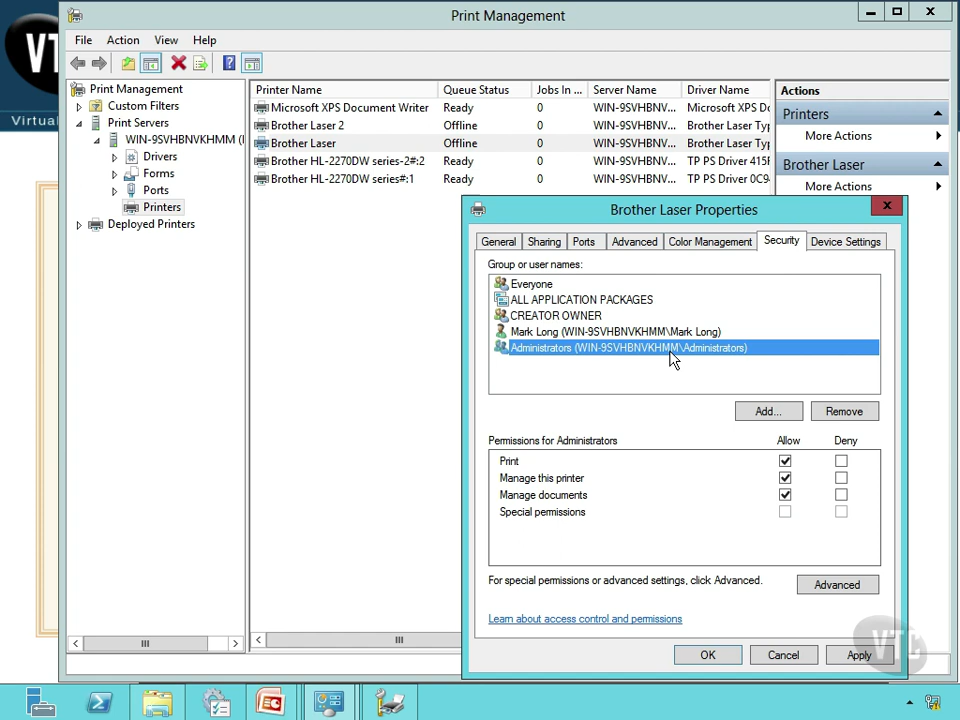 VT
Virtual
Print Management
File Action View Help
Print Management
Custom Filters
Print Servers
WIN-9SVHBNVKHMM (l
Drivers
Forms
Ports
Printers
Deployed Printers
Printer Name Queue Status Jobs In ... Server Name Driver Name
Microsoft XPS Document Writer Ready 0 WIN-9SVHBNV... Microsoft XPS Do
Brother Laser 2 Offline 0 WIN-9SVHBNV... Brother Laser Typ
Brother Laser Offline 0 WIN-9SVHBNV... Brother Laser Typ
Brother HL-2270DW series-2#:2 Ready 0 WIN-9SVHBNV... TP PS Driver 415F
Brother HL-2270DW series#:1 Ready 0 WIN-9SVHBNV... TP PS Driver 0C94
Actions
Printers
More Actions
Brother Laser
More Actions
Brother Laser Properties
General Sharing Ports Advanced Color Management Security Device Settings
Group or user names:
Everyone
ALL APPLICATION PACKAGES
CREATOR OWNER
Mark Long (WIN-9SVHBNVKHMM\Mark Long)
Administrators (WIN-9SVHBNVKHMM\Administrators)
Add... Remove
Permissions for Administrators Allow Deny
Print
Manage this printer
Manage documents
Special permissions
For special permissions or advanced settings, click Advanced.
Advanced
Learn about access control and permissions
OK Cancel Apply
VTC